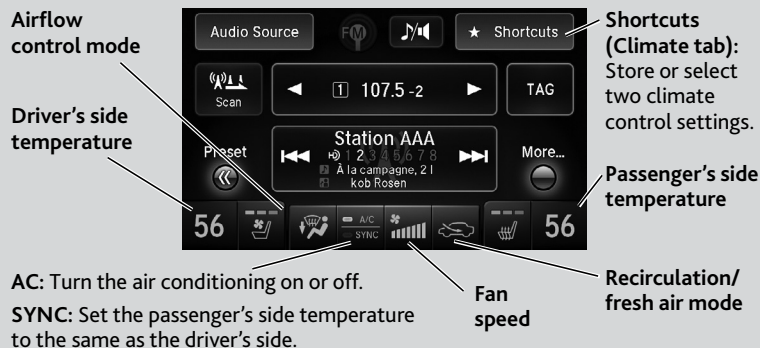 Airflow
control mode
Driver's side
temperature
Audio Source
FM
★ Shortcuts
Scan
◄ 1 107.5 -2 ►
TAG
Preset
Station AAA
HD 1 2 3 4 5 6 7 8
À la campagne, 2 I
kob Rosen
More...
56
A/C
SYNC
56
Shortcuts
(Climate tab):
Store or select
two climate
control settings.
Passenger's side
temperature
AC: Turn the air conditioning on or off.
SYNC: Set the passenger's side temperature
to the same as the driver's side.
Fan
speed
Recirculation/
fresh air mode